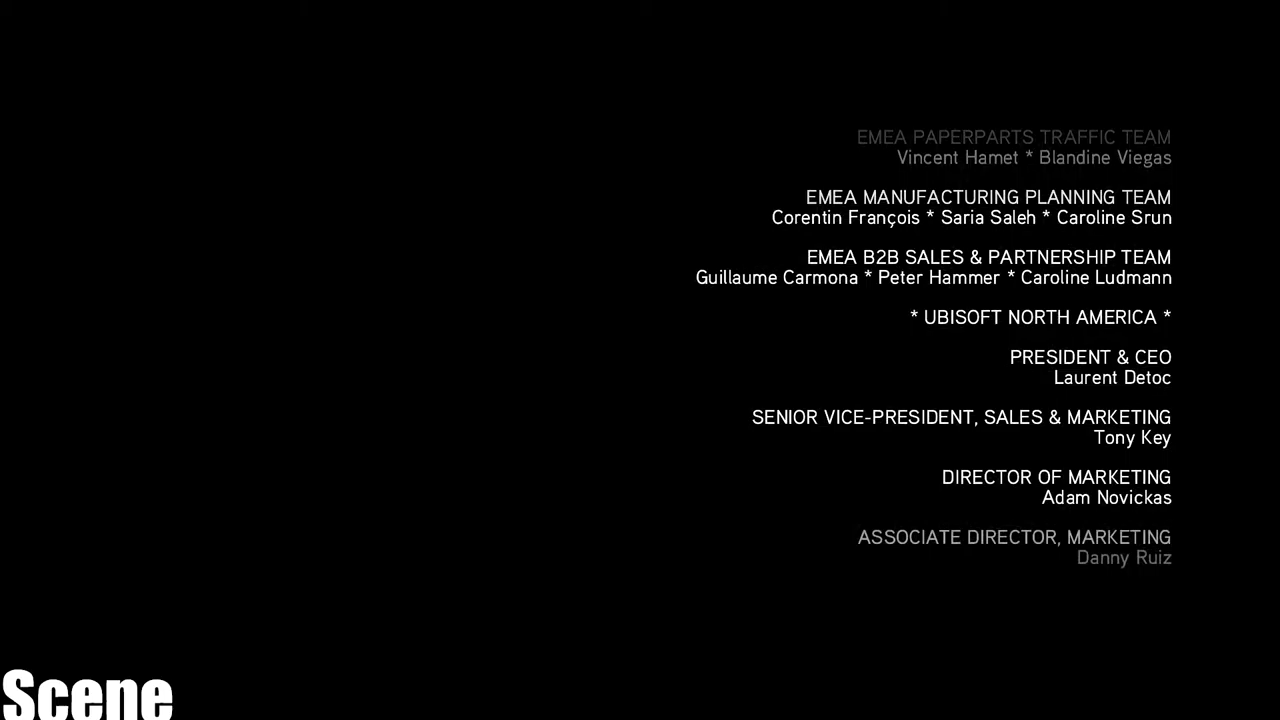 EMEA PAPERPARTS TRAFFIC TEAM
Vincent Hamet * Blandine Viegas
EMEA MANUFACTURING PLANNING TEAM
Corentin François * Saria Saleh * Caroline Srun
EMEA B2B SALES & PARTNERSHIP TEAM
Guillaume Carmona * Peter Hammer * Caroline Ludmann
* UBISOFT NORTH AMERICA *
PRESIDENT & CEO
Laurent Detoc
SENIOR VICE-PRESIDENT, SALES & MARKETING
Tony Key
DIRECTOR OF MARKETING
Adam Novickas
ASSOCIATE DIRECTOR, MARKETING
Danny Ruiz
Scene